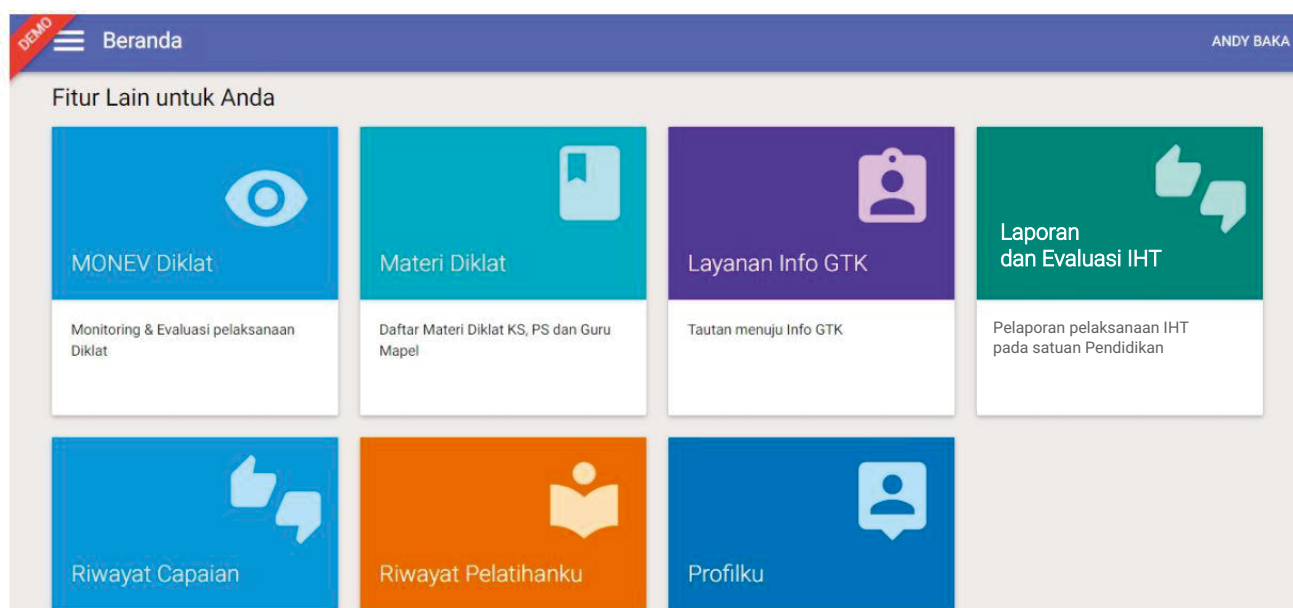 DEMO
Beranda
ANDY BAKA
Fitur Lain untuk Anda
MONEV Diklat
Monitoring & Evaluasi pelaksanaan
Diklat
Materi Diklat
Daftar Materi Diklat KS, PS dan Guru
Mapel
Layanan Info GTK
Tautan menuju Info GTK
Laporan
dan Evaluasi IHT
Pelaporan pelaksanaan IHT
pada satuan Pendidikan
Riwayat Capaian
Riwayat Pelatihanku
Profilku